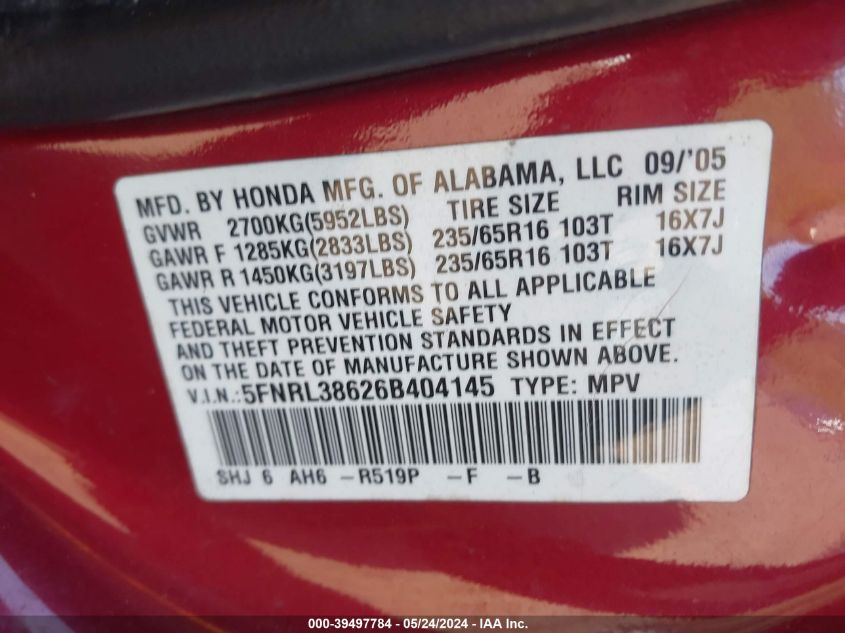 MFD. BY HONDA MFG. OF ALABAMA, LLC 09/'05
GVWR 2700KG(5952LBS) TIRE SIZE RIM SIZE
GAWR F 1285KG(2833LBS) 235/65R16 103T 16X7J
GAWR R 1450KG(3197LBS) 235/65R16 103T 16X7J
THIS VEHICLE CONFORMS TO ALL APPLICABLE
FEDERAL MOTOR VEHICLE SAFETY
AND THEFT PREVENTION STANDARDS IN EFFECT
ON THE DATE OF MANUFACTURE SHOWN ABOVE.
V.I.N.:5FNRL38626B404145 TYPE: MPV
SHJ 6 AH6 -R519P -F -B
000-39497784 - 05/24/2024 - IAA Inc.